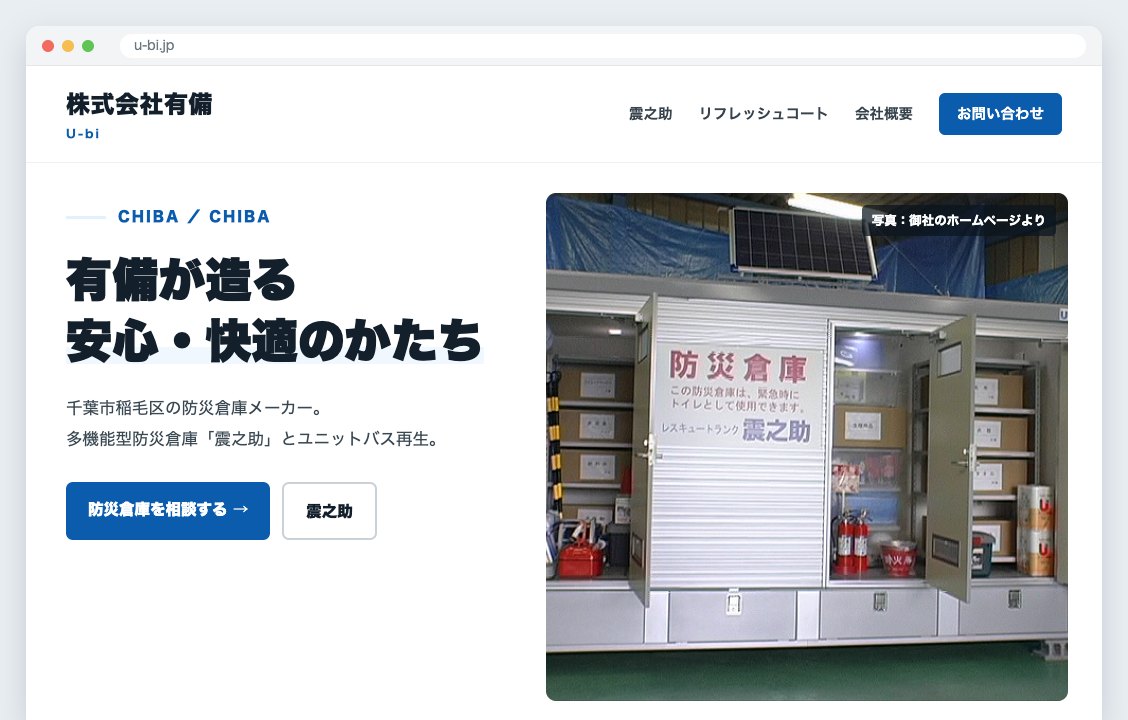 u-bi.jp
株式会社有備
U-bi
震之助
リフレッシュコート
会社概要
お問い合わせ
CHIBA ／ CHIBA
有備が造る
安心・快適のかたち
千葉市稲毛区の防災倉庫メーカー。
多機能型防災倉庫「震之助」とユニットバス再生。
防災倉庫を相談する →
震之助
写真：御社のホームページより
防災倉庫
この防災倉庫は、緊急時に
トイレとして使用できます。
レスキュートランク 震之助